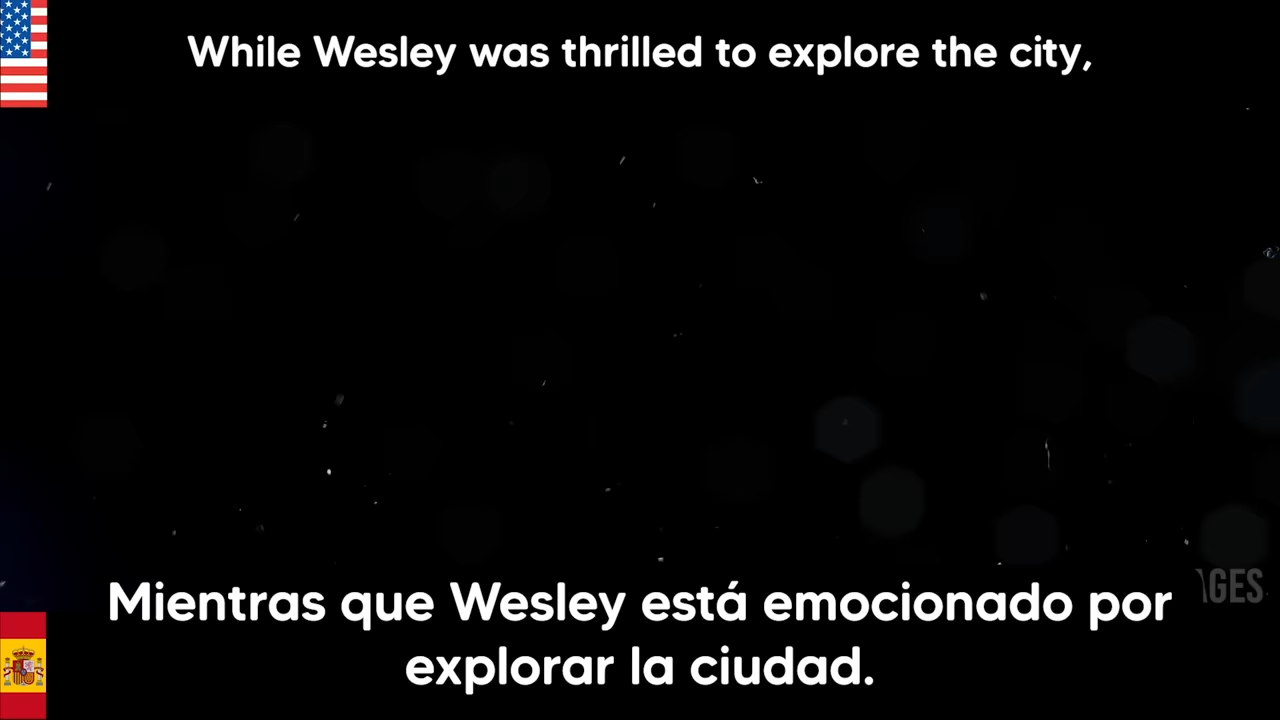 While Wesley was thrilled to explore the city,
Mientras que Wesley está emocionado por
explorar la ciudad.